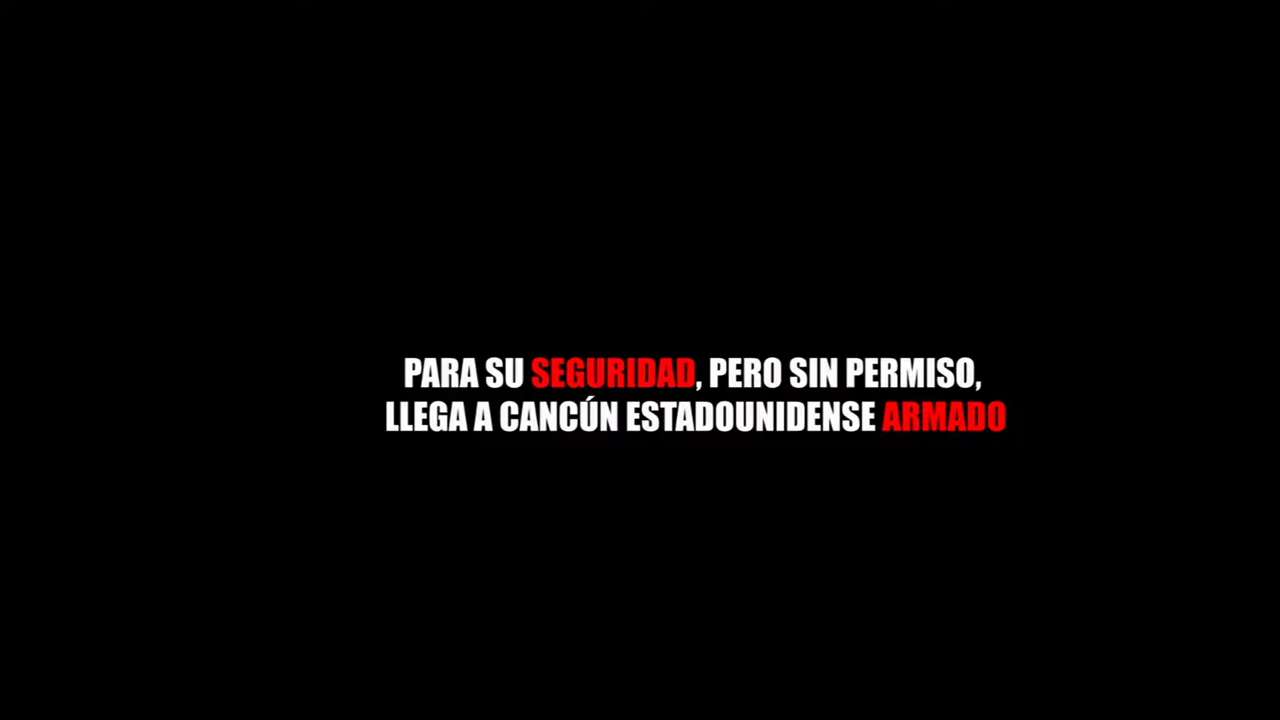 PARA SU SEGURIDAD, PERO SIN PERMISO,
LLEGA A CANCÚN ESTADOUNIDENSE ARMADO